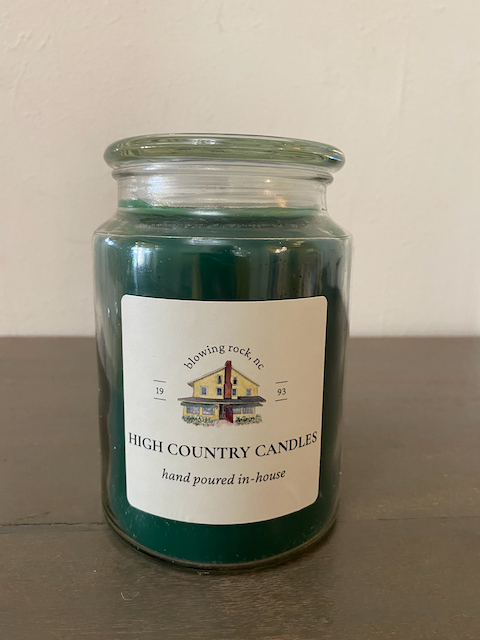 blowing rock, nc
19 93
HIGH COUNTRY CANDLES
hand poured in-house